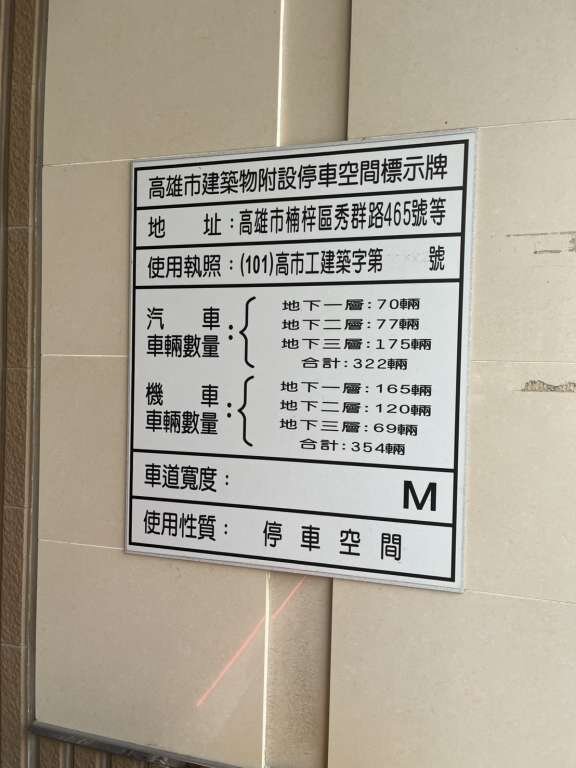 高雄市建築物附設停車空間標示牌
地 址：高雄市楠梓區秀群路465號等
使用執照：(101)高市工建築字第 號
汽車車輛數量：
地下一層：70輛
地下二層：77輛
地下三層：175輛
合計：322輛
機車車輛數量：
地下一層：165輛
地下二層：120輛
地下三層：69輛
合計：354輛
車道寬度： M
使用性質： 停車空間